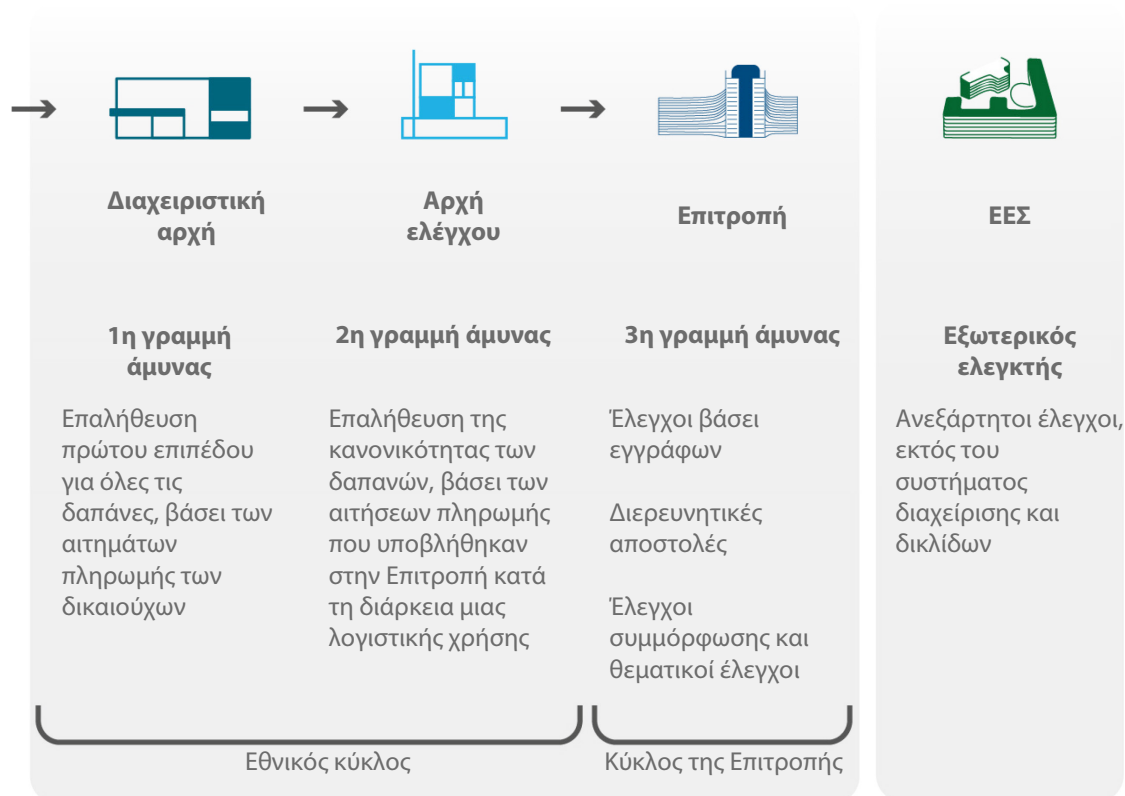 Διαχειριστική
αρχή
Αρχή
ελέγχου
Επιτροπή
ΕΕΣ
1η γραμμή
άμυνας
2η γραμμή άμυνας
3η γραμμή άμυνας
Εξωτερικός
ελεγκτής
Επαλήθευση
πρώτου επιπέδου
για όλες τις
δαπάνες, βάσει των
αιτημάτων
πληρωμής των
δικαιούχων
Επαλήθευση της
κανονικότητας των
δαπανών, βάσει των
αιτήσεων πληρωμής
που υποβλήθηκαν
στην Επιτροπή κατά
τη διάρκεια μιας
λογιστικής χρήσης
Έλεγχοι βάσει
εγγράφων
Διερευνητικές
αποστολές
Έλεγχοι
συμμόρφωσης και
θεματικοί έλεγχοι
Ανεξάρτητοι έλεγχοι,
εκτός του
συστήματος
διαχείρισης και
δικλίδων
Εθνικός κύκλος
Κύκλος της Επιτροπής